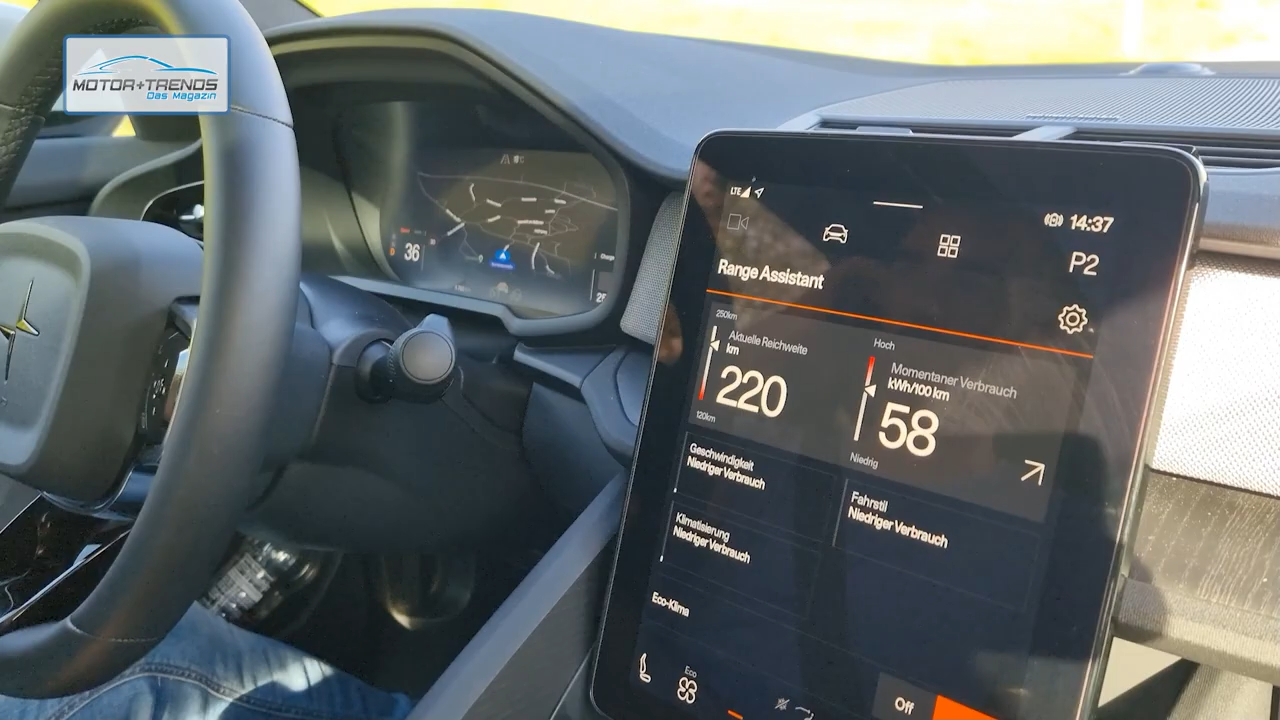 MOTOR+TRENDS
Das Magazin
36
LTE
14:37
P2
Range Assistant
250km
Aktuelle Reichweite
km
220
120km
Hoch
Momentaner Verbrauch
kWh/100 km
58
Niedrig
Geschwindigkeit
Niedriger Verbrauch
Fahrstil
Niedriger Verbrauch
Klimatisierung
Niedriger Verbrauch
Eco-Klima
Eco
Off